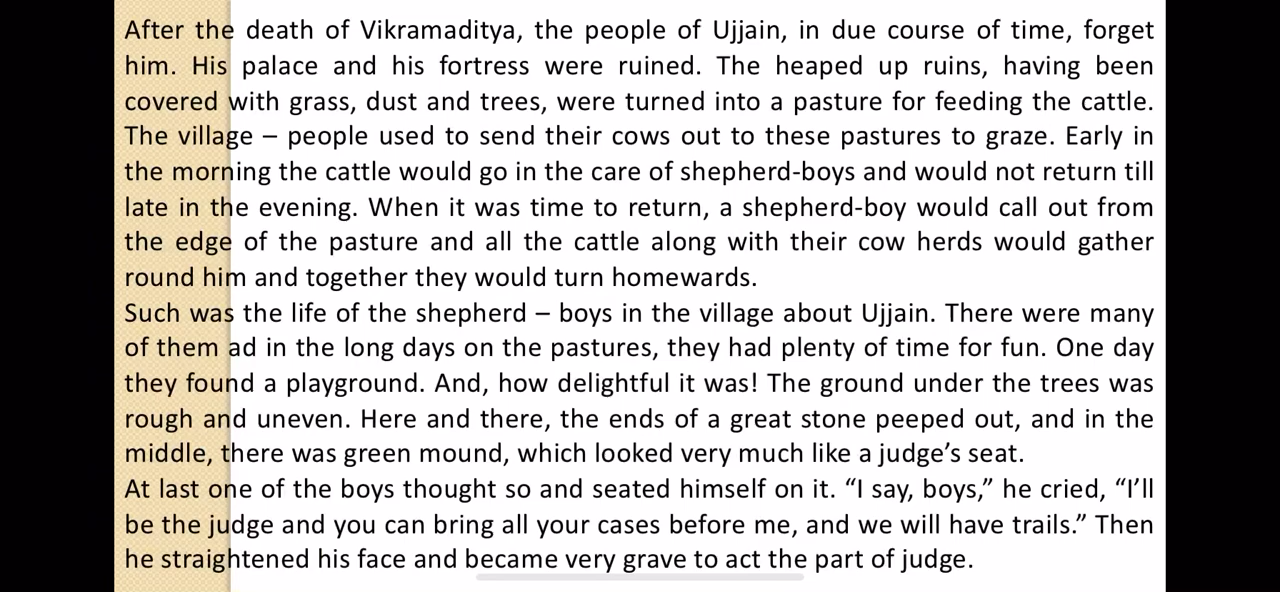 After the death of Vikramaditya, the people of Ujjain, in due course of time, forget
him. His palace and his fortress were ruined. The heaped up ruins, having been
covered with grass, dust and trees, were turned into a pasture for feeding the cattle.
The village – people used to send their cows out to these pastures to graze. Early in
the morning the cattle would go in the care of shepherd-boys and would not return till
late in the evening. When it was time to return, a shepherd-boy would call out from
the edge of the pasture and all the cattle along with their cow herds would gather
round him and together they would turn homewards.
Such was the life of the shepherd – boys in the village about Ujjain. There were many
of them ad in the long days on the pastures, they had plenty of time for fun. One day
they found a playground. And, how delightful it was! The ground under the trees was
rough and uneven. Here and there, the ends of a great stone peeped out, and in the
middle, there was green mound, which looked very much like a judge’s seat.
At last one of the boys thought so and seated himself on it. “I say, boys,” he cried, “I’ll
be the judge and you can bring all your cases before me, and we will have trails.” Then
he straightened his face and became very grave to act the part of judge.